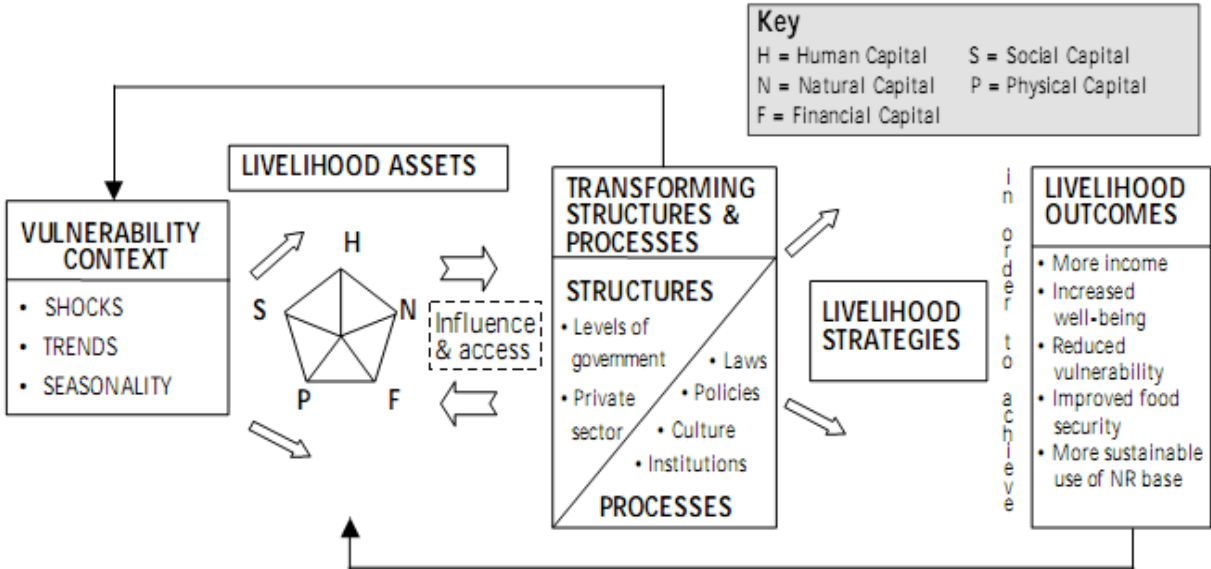 Key
H = Human Capital S = Social Capital
N = Natural Capital P = Physical Capital
F = Financial Capital
LIVELIHOOD ASSETS
VULNERABILITY
CONTEXT
• SHOCKS
• TRENDS
• SEASONALITY
H
S
N
P
F
Influence
& access
TRANSFORMING
STRUCTURES &
PROCESSES
STRUCTURES
• Levels of
government
• Private
sector
• Laws
• Policies
• Culture
• Institutions
PROCESSES
LIVELIHOOD
STRATEGIES
in order to achieve
LIVELIHOOD
OUTCOMES
• More income
• Increased
well-being
• Reduced
vulnerability
• Improved food
security
• More sustainable
use of NR base